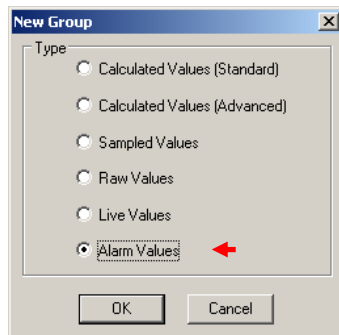 New Group
Type
Calculated Values (Standard)
Calculated Values (Advanced)
Sampled Values
Raw Values
Live Values
Alarm Values
OK Cancel